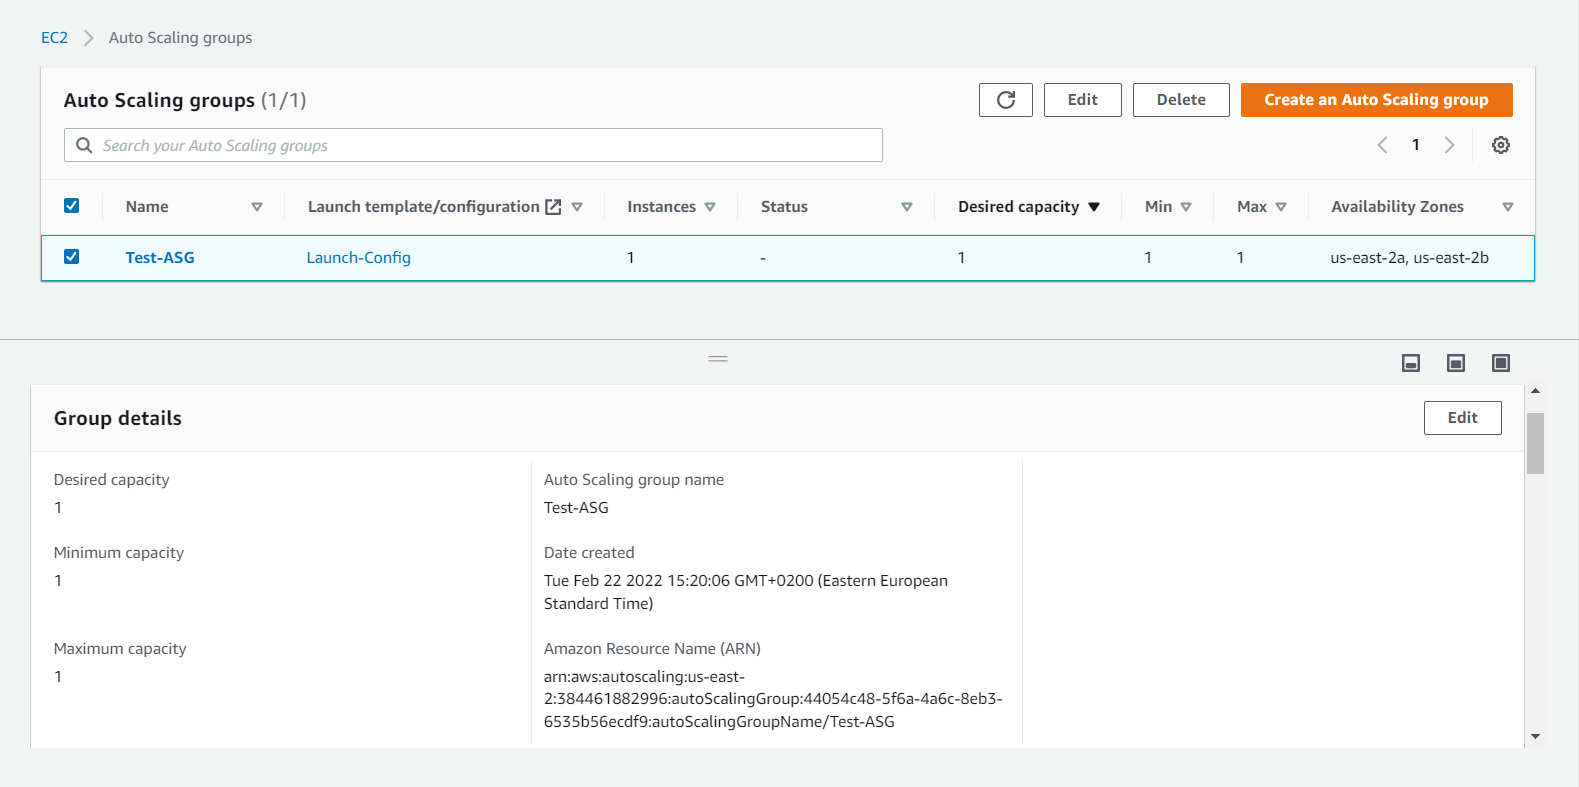 EC2 > Auto Scaling groups
Auto Scaling groups (1/1)
Edit
Delete
Create an Auto Scaling group
Search your Auto Scaling groups
1
Name Launch template/configuration Instances Status Desired capacity Min Max Availability Zones
Test-ASG Launch-Config 1 - 1 1 1 us-east-2a, us-east-2b
Group details
Edit
Desired capacity
1
Minimum capacity
1
Maximum capacity
1
Auto Scaling group name
Test-ASG
Date created
Tue Feb 22 2022 15:20:06 GMT+0200 (Eastern European
Standard Time)
Amazon Resource Name (ARN)
arn:aws:autoscaling:us-east-
2:384461882996:autoScalingGroup:44054c48-5f6a-4a6c-8eb3-
6535b56ecdf9:autoScalingGroupName/Test-ASG